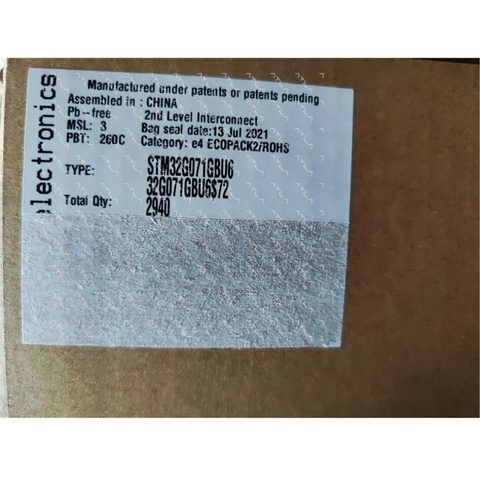 electronics
Manufactured under patents or patents pending
Assembled in : CHINA
Pb-free 2nd Level Interconnect
MSL: 3 Bag seal date:13 Jul 2021
PBT: 260C Category: e4 ECOPACK2/ROHS
TYPE: STM32G071GBU6
32G071GBU6$72
Total Qty: 2940